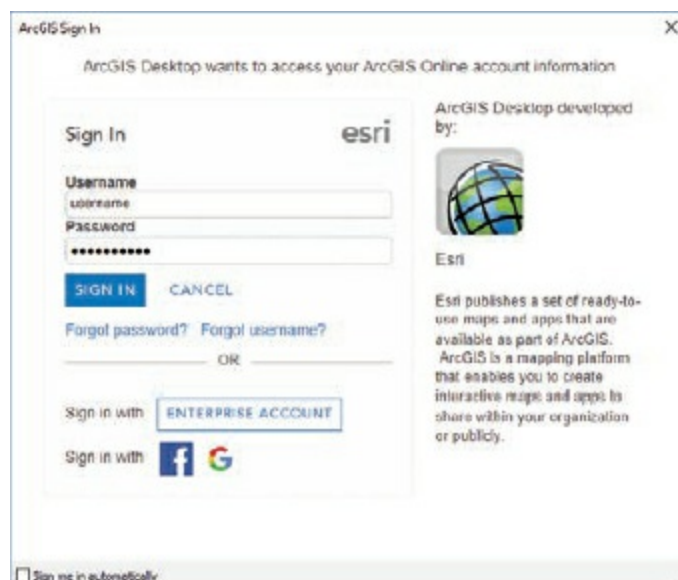 ArcGIS Sign In
ArcGIS Desktop wants to access your ArcGIS Online account information
Sign In
esri
Username
username
Password
••••••••••
SIGN IN CANCEL
Forgot password? Forgot username?
OR
Sign in with ENTERPRISE ACCOUNT
Sign in with f G
ArcGIS Desktop developed
by:
Esri
Esri publishes a set of ready-to-
use maps and apps that are
available as part of ArcGIS.
ArcGIS is a mapping platform
that enables you to create
interactive maps and apps to
share within your organization
or publicly.
Sign me in automatically